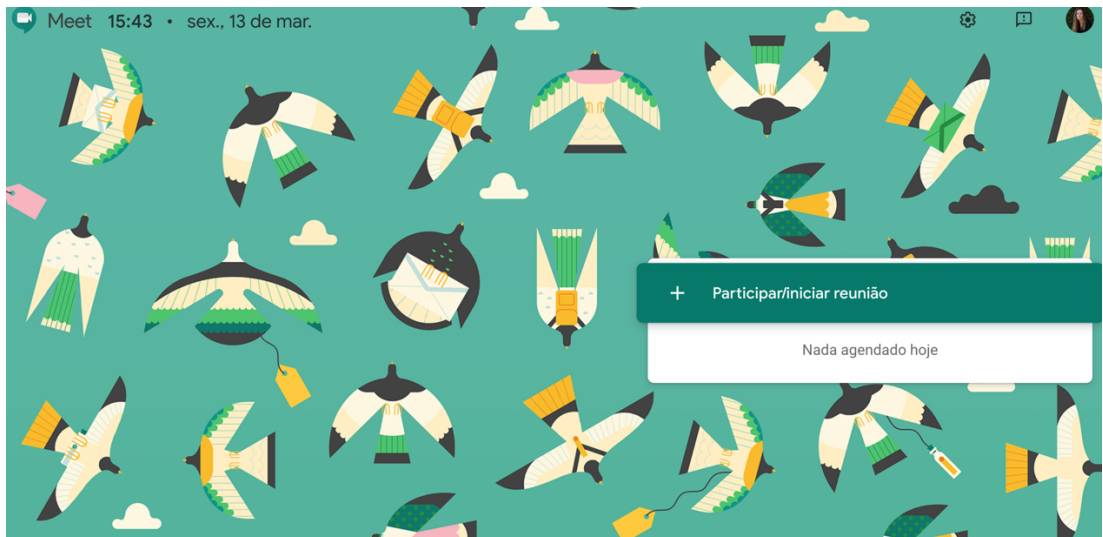 Meet 15:43 • sex., 13 de mar.
+ Participar/iniciar reunião
Nada agendado hoje